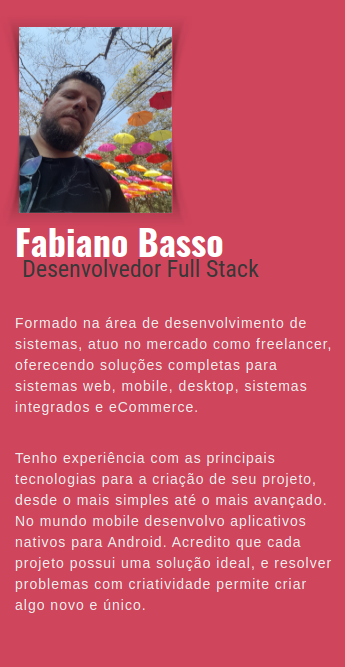 Fabiano Basso
Desenvolvedor Full Stack
Formado na área de desenvolvimento de
sistemas, atuo no mercado como freelancer,
oferecendo soluções completas para
sistemas web, mobile, desktop, sistemas
integrados e eCommerce.
Tenho experiência com as principais
tecnologias para a criação de seu projeto,
desde o mais simples até o mais avançado.
No mundo mobile desenvolvo aplicativos
nativos para Android. Acredito que cada
projeto possui uma solução ideal, e resolver
problemas com criatividade permite criar
algo novo e único.